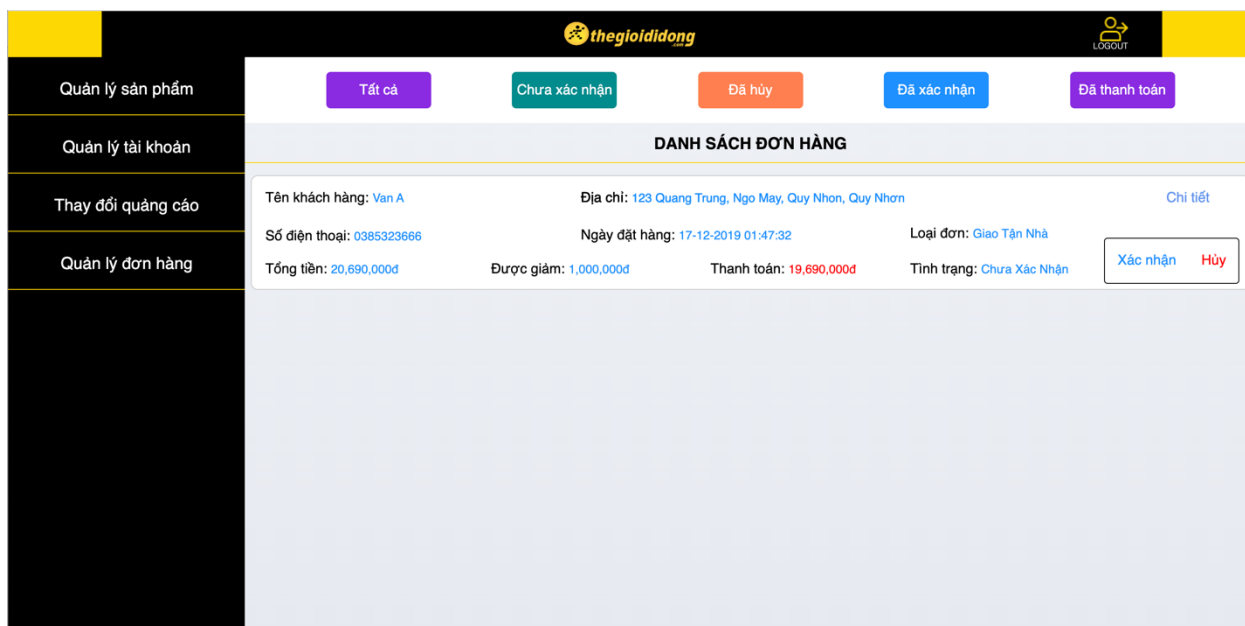 thegioididong
.com
LOGOUT
Quản lý sản phẩm
Quản lý tài khoản
Thay đổi quảng cáo
Quản lý đơn hàng
Tất cả
Chưa xác nhận
Đã hủy
Đã xác nhận
Đã thanh toán
DANH SÁCH ĐƠN HÀNG
Tên khách hàng: Van A
Địa chỉ: 123 Quang Trung, Ngo May, Quy Nhon, Quy Nhơn
Chi tiết
Số điện thoại: 0385323666
Ngày đặt hàng: 17-12-2019 01:47:32
Loại đơn: Giao Tận Nhà
Tổng tiền: 20,690,000đ
Được giảm: 1,000,000đ
Thanh toán: 19,690,000đ
Tình trạng: Chưa Xác Nhận
Xác nhận
Hủy